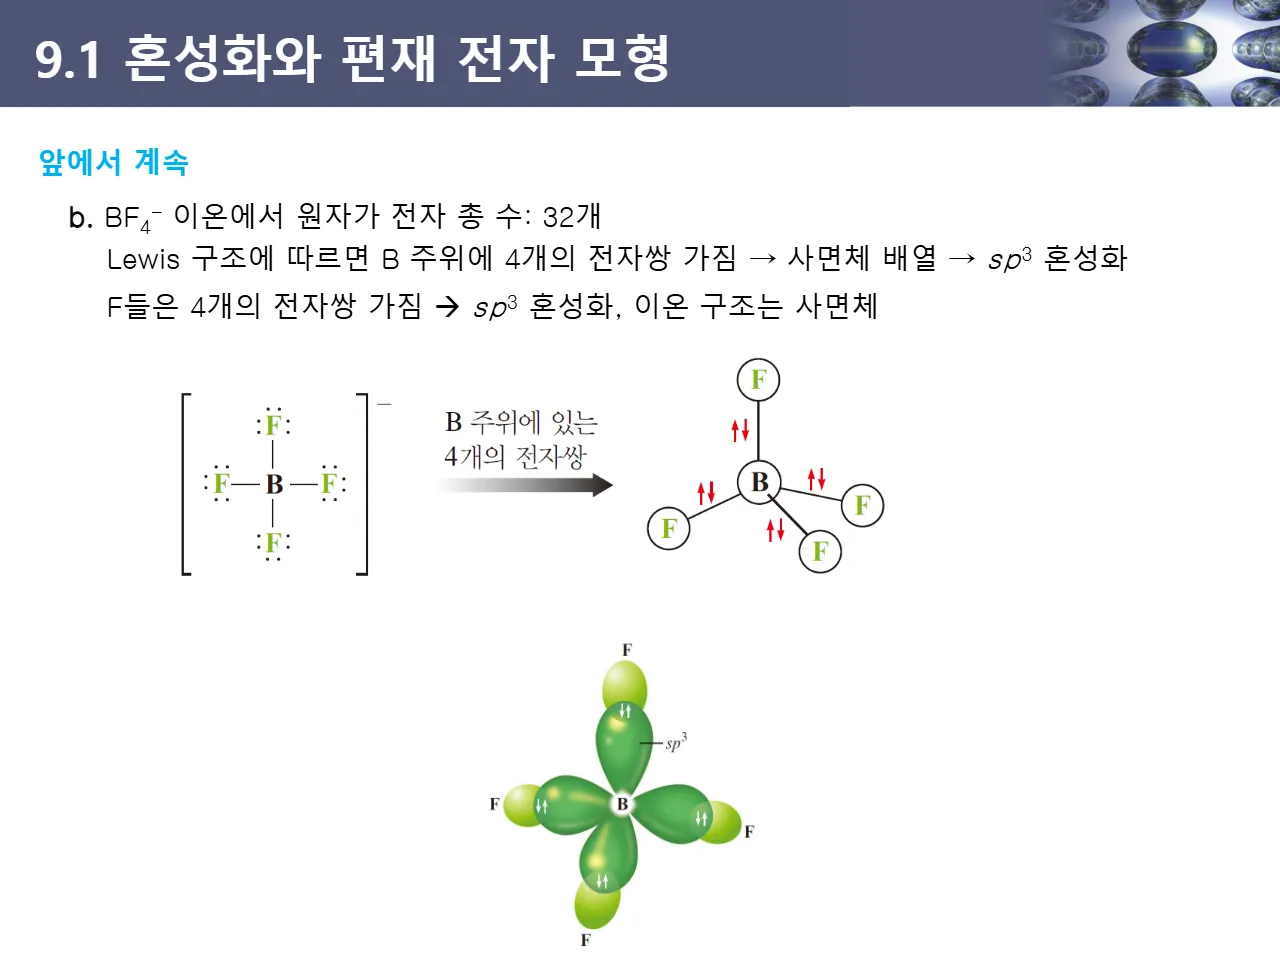 9.1 혼성화와 편재 전자 모형
앞에서 계속
b. BF₄⁻ 이온에서 원자가 전자 총 수: 32개
Lewis 구조에 따르면 B 주위에 4개의 전자쌍 가짐 → 사면체 배열 → sp³ 혼성화
F들은 4개의 전자쌍 가짐 → sp³ 혼성화, 이온 구조는 사면체
F
F B F
F
−
B 주위에 있는
4개의 전자쌍
F
B
F
F
F
F
sp³
F
B
F
F